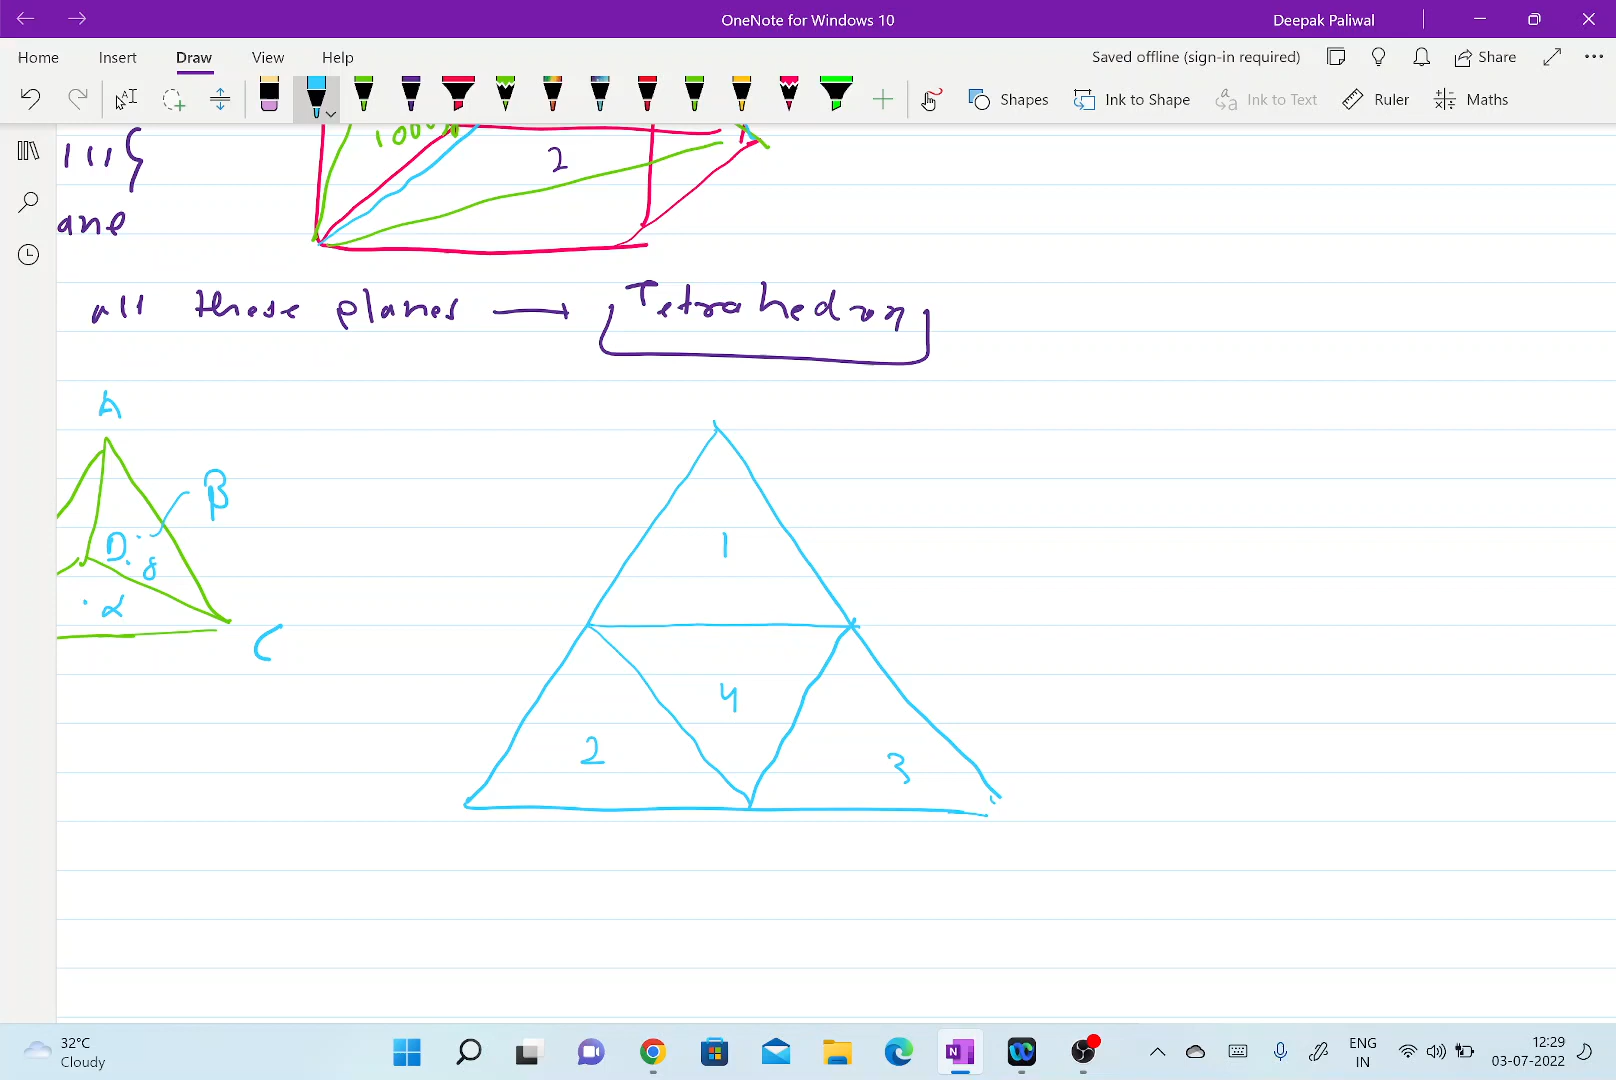 OneNote for Windows 10
Deepak Paliwal
Home Insert Draw View Help
Saved offline (sign-in required)
Share
Shapes
Ink to Shape
Ink to Text
Ruler
Maths
111}
2
all these planes → Tetrahedron
A
β
D
α
C
1
4
2
3
32°C
Cloudy
ENG
IN
12:29
03-07-2022